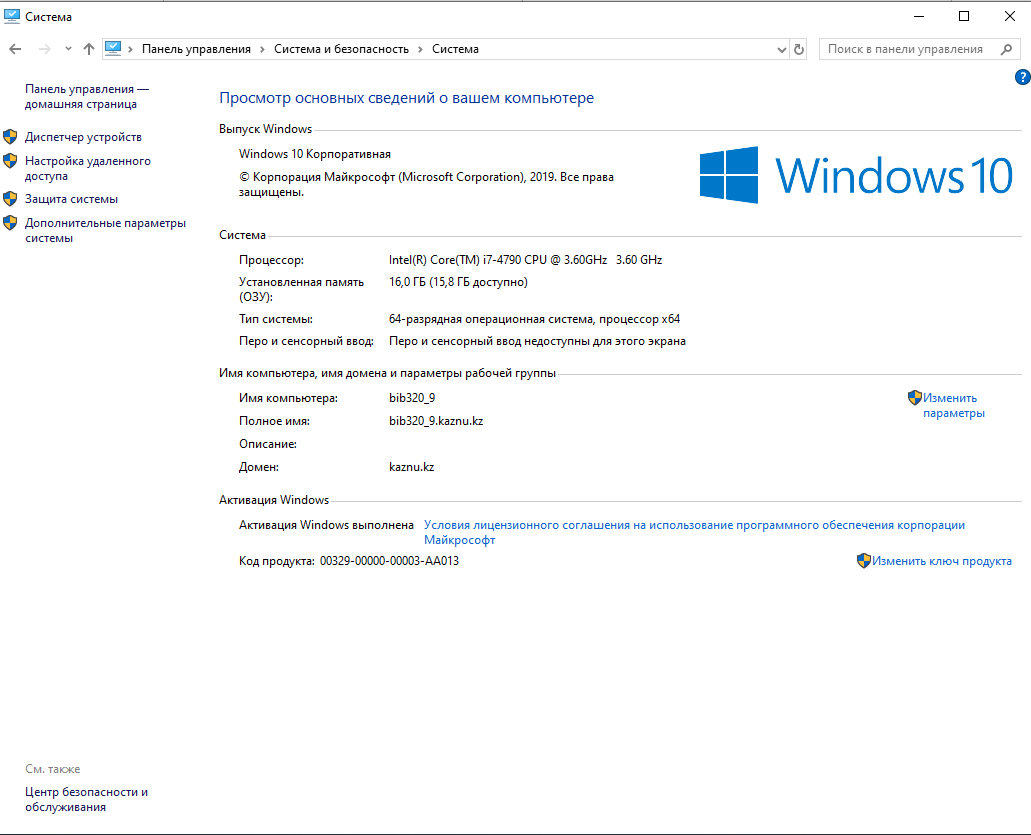 Система
Панель управления > Система и безопасность > Система
Поиск в панели управления
?
Панель управления —
домашняя страница
Диспетчер устройств
Настройка удаленного
доступа
Защита системы
Дополнительные параметры
системы
Просмотр основных сведений о вашем компьютере
Выпуск Windows
Windows 10 Корпоративная
© Корпорация Майкрософт (Microsoft Corporation), 2019. Все права
защищены.
Windows 10
Система
Процессор: Intel(R) Core(TM) i7-4790 CPU @ 3.60GHz 3.60 GHz
Установленная память 16,0 ГБ (15,8 ГБ доступно)
(ОЗУ):
Тип системы: 64-разрядная операционная система, процессор x64
Перо и сенсорный ввод: Перо и сенсорный ввод недоступны для этого экрана
Имя компьютера, имя домена и параметры рабочей группы
Имя компьютера: bib320_9
Изменить
параметры
Полное имя: bib320_9.kaznu.kz
Описание:
Домен: kaznu.kz
Активация Windows
Активация Windows выполнена Условия лицензионного соглашения на использование программного обеспечения корпорации
Майкрософт
Код продукта: 00329-00000-00003-AA013 Изменить ключ продукта
См. также
Центр безопасности и
обслуживания